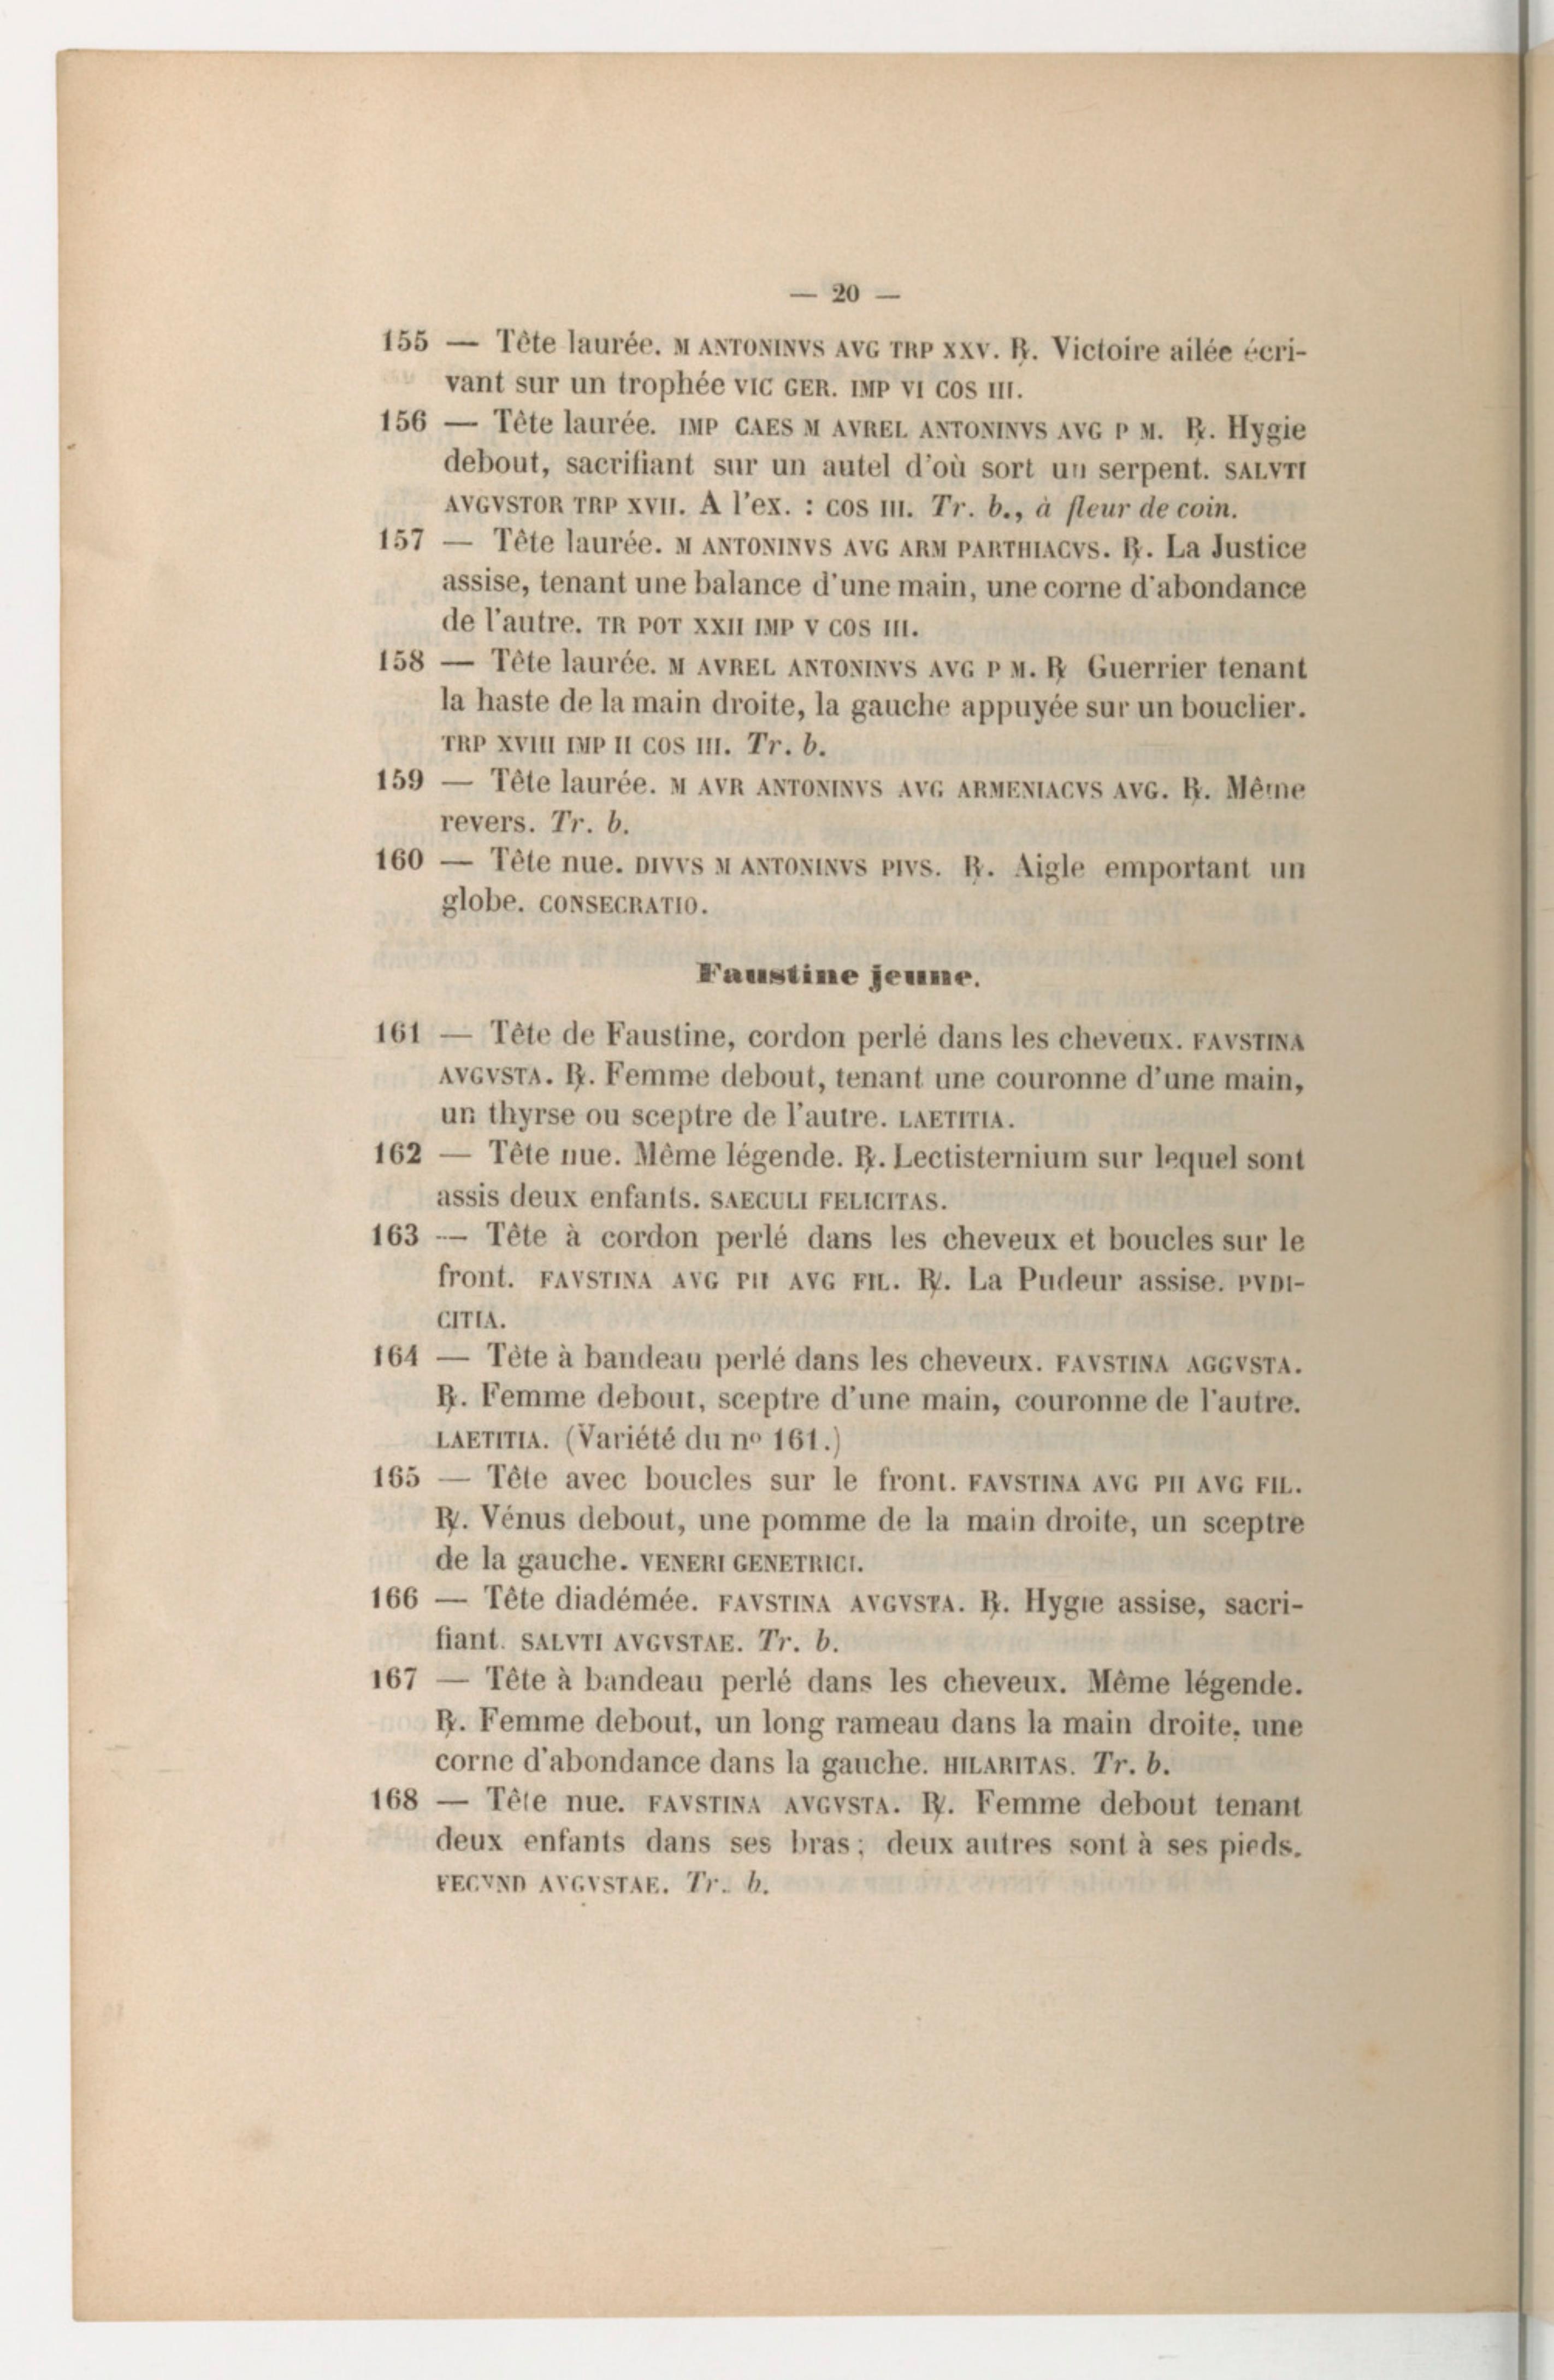 — 20 —
155 — Tête laurée. M ANTONINVS AVG TRP XXV. ℞. Victoire ailée écri-
vant sur un trophée VIC GER. IMP VI COS III.
156 — Tête laurée. IMP CAES M AVREL ANTONINVS AVG P M. ℞. Hygie
debout, sacrifiant sur un autel d'où sort un serpent. SALVTI
AVGVSTOR TRP XVII. A l'ex. : COS III. Tr. b., à fleur de coin.
157 — Tête laurée. M ANTONINVS AVG ARM PARTHIACVS. ℞. La Justice
assise, tenant une balance d'une main, une corne d'abondance
de l'autre. TR POT XXII IMP V COS III.
158 — Tête laurée. M AVREL ANTONINVS AVG P M. ℞ Guerrier tenant
la haste de la main droite, la gauche appuyée sur un bouclier.
TRP XVIII IMP II COS III. Tr. b.
159 — Tête laurée. M AVR ANTONINVS AVG ARMENIACVS AVG. ℞. Même
revers. Tr. b.
160 — Tête nue. DIVVS M ANTONINVS PIVS. ℞. Aigle emportant un
globe. CONSECRATIO.
Faustine jeune.
161 — Tête de Faustine, cordon perlé dans les cheveux. FAVSTINA
AVGVSTA. ℞. Femme debout, tenant une couronne d'une main,
un thyrse ou sceptre de l'autre. LAETITIA.
162 — Tête nue. Même légende. ℞. Lectisternium sur lequel sont
assis deux enfants. SAECULI FELICITAS.
163 — Tête à cordon perlé dans les cheveux et boucles sur le
front. FAVSTINA AVG PII AVG FIL. ℞. La Pudeur assise. PVDI-
CITIA.
164 — Tête à bandeau perlé dans les cheveux. FAVSTINA AGGVSTA.
℞. Femme debout, sceptre d'une main, couronne de l'autre.
LAETITIA. (Variété du nº 161.)
165 — Tête avec boucles sur le front. FAVSTINA AVG PII AVG FIL.
℞. Vénus debout, une pomme de la main droite, un sceptre
de la gauche. VENERI GENETRICI.
166 — Tête diadémée. FAVSTINA AVGVSTA. ℞. Hygie assise, sacri-
fiant. SALVTI AVGVSTAE. Tr. b.
167 — Tête à bandeau perlé dans les cheveux. Même légende.
℞. Femme debout, un long rameau dans la main droite, une
corne d'abondance dans la gauche. HILARITAS. Tr. b.
168 — Tête nue. FAVSTINA AVGVSTA. ℞. Femme debout tenant
deux enfants dans ses bras; deux autres sont à ses pieds.
FECVND AVGVSTAE. Tr. b.